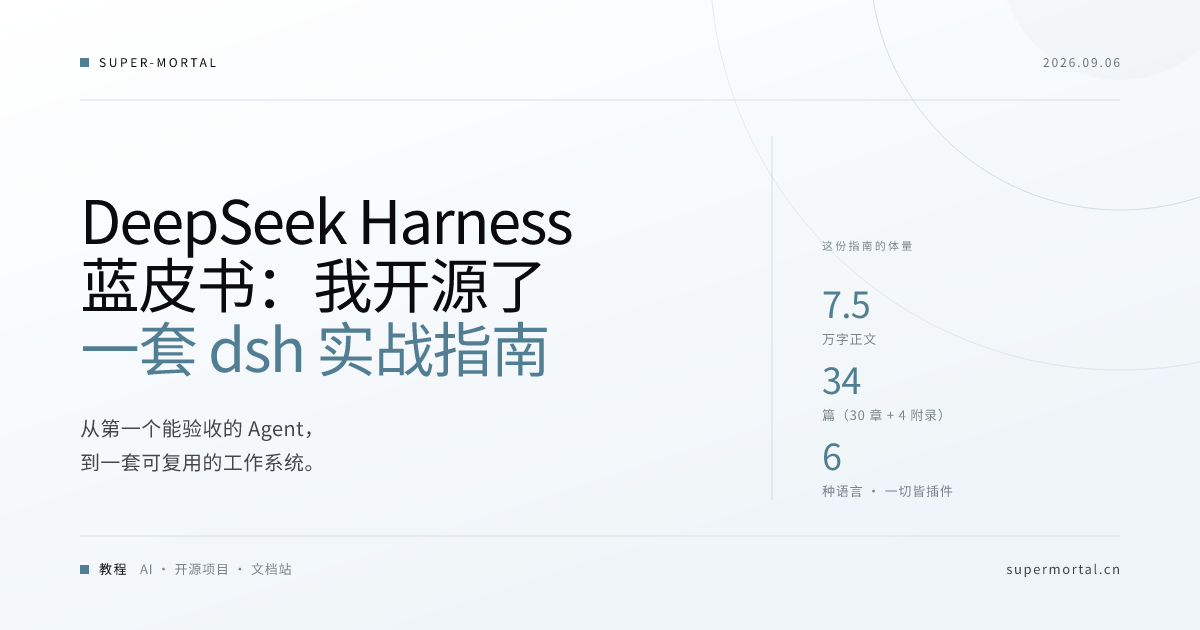 SUPER-MORTAL
2026.09.06
DeepSeek Harness
蓝皮书：我开源了
一套 dsh 实战指南
从第一个能验收的 Agent，
到一套可复用的工作系统。
这份指南的体量
7.5
万字正文
34
篇（30 章 + 4 附录）
6
种语言 · 一切皆插件
教程 AI · 开源项目 · 文档站
supermortal.cn